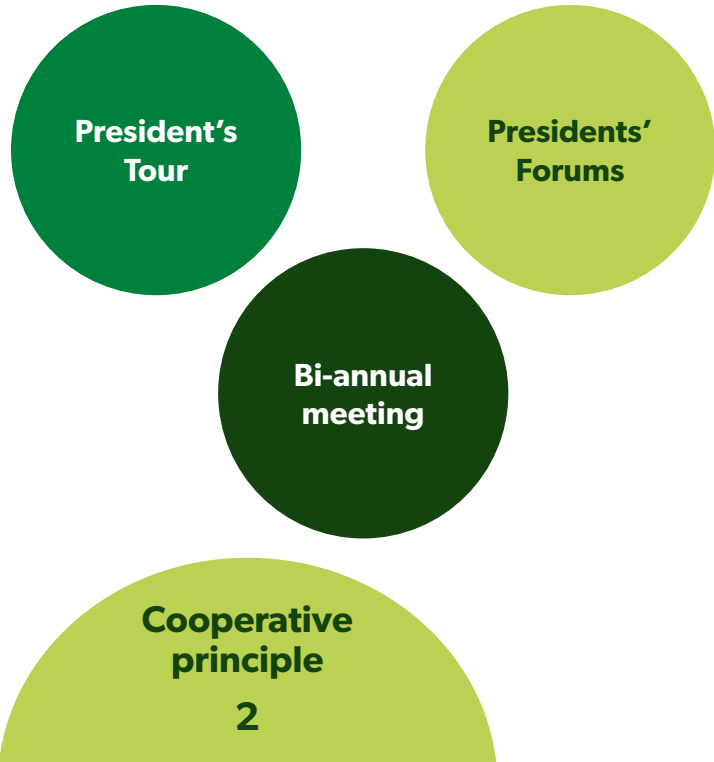 President’s
Tour
Presidents’
Forums
Bi-annual
meeting
Cooperative
principle
2